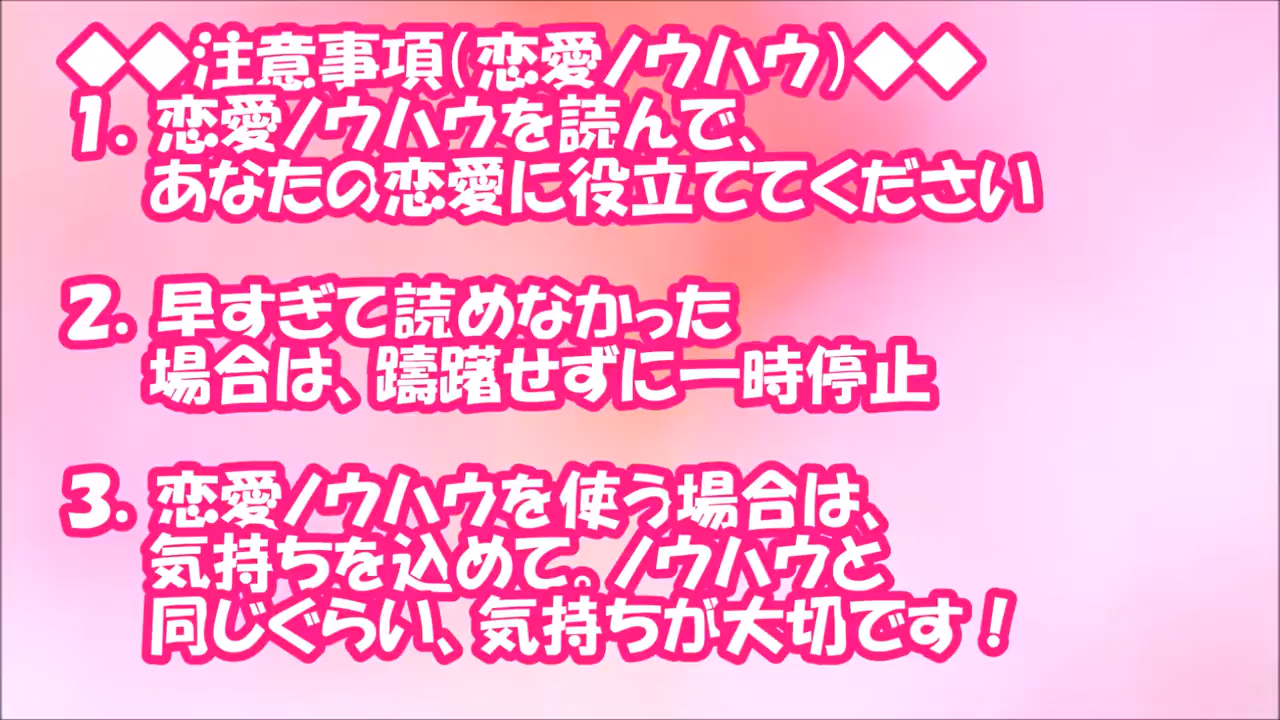 ◆◆注意事項(恋愛ノウハウ)◆◆
1. 恋愛ノウハウを読んで、
あなたの恋愛に役立ててください
2. 早すぎて読めなかった
場合は、躊躇せずに一時停止
3. 恋愛ノウハウを使う場合は、
気持ちを込めて。ノウハウと
同じぐらい、気持ちが大切です！